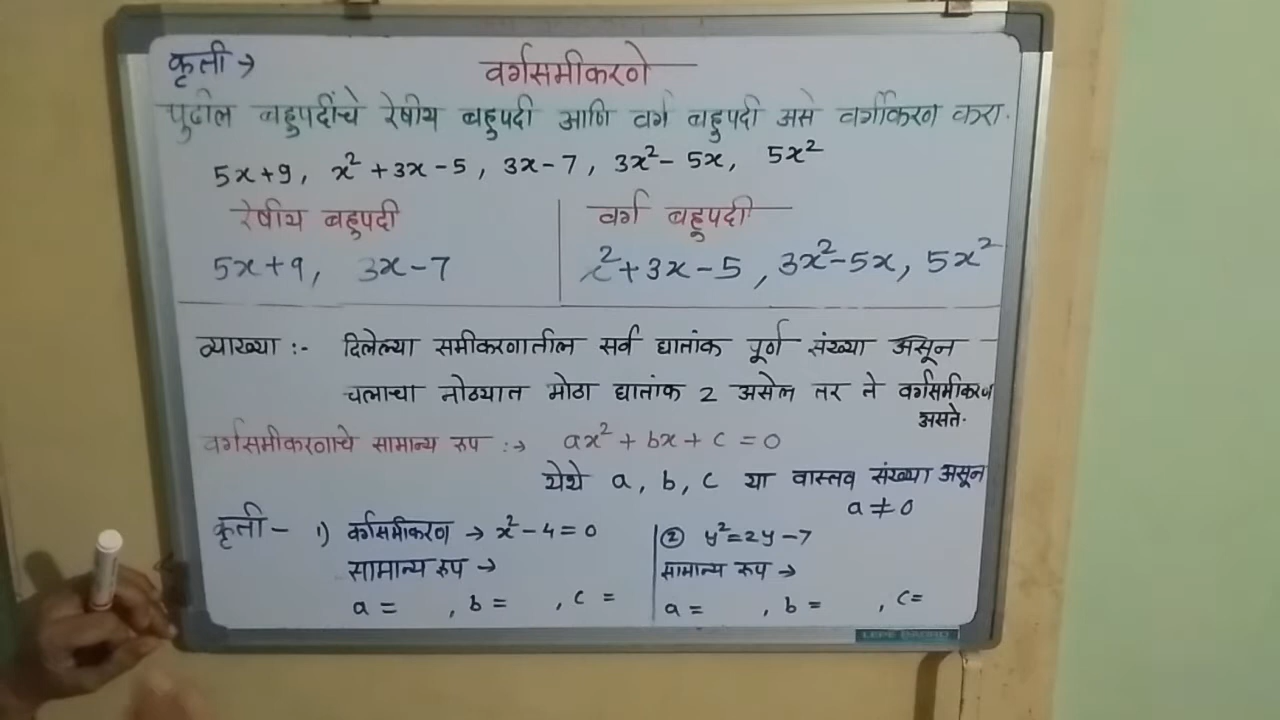 कृती →
वर्गसमीकरणे
पुढील बहुपदींचे रेषीय बहुपदी आणि वर्ग बहुपदी असे वर्गीकरण करा.
5x+9, x²+3x-5, 3x-7, 3x²-5x, 5x²
रेषीय बहुपदी
5x+9, 3x-7
वर्ग बहुपदी
x²+3x-5, 3x²-5x, 5x²
व्याख्या :- दिलेल्या समीकरणातील सर्व घातांक पूर्ण संख्या असून
चलाचा मोठ्यात मोठा घातांक 2 असेल तर ते वर्गसमीकरण
असते.
वर्गसमीकरणाचे सामान्य रुप :→ ax²+bx+c=0
येथे a, b, c या वास्तव संख्या असून
a≠0
कृती - 1) वर्गसमीकरण → x²-4=0
सामान्य रुप →
a= , b= , c=
② y²=2y-7
सामान्य रुप →
a= , b= , c=